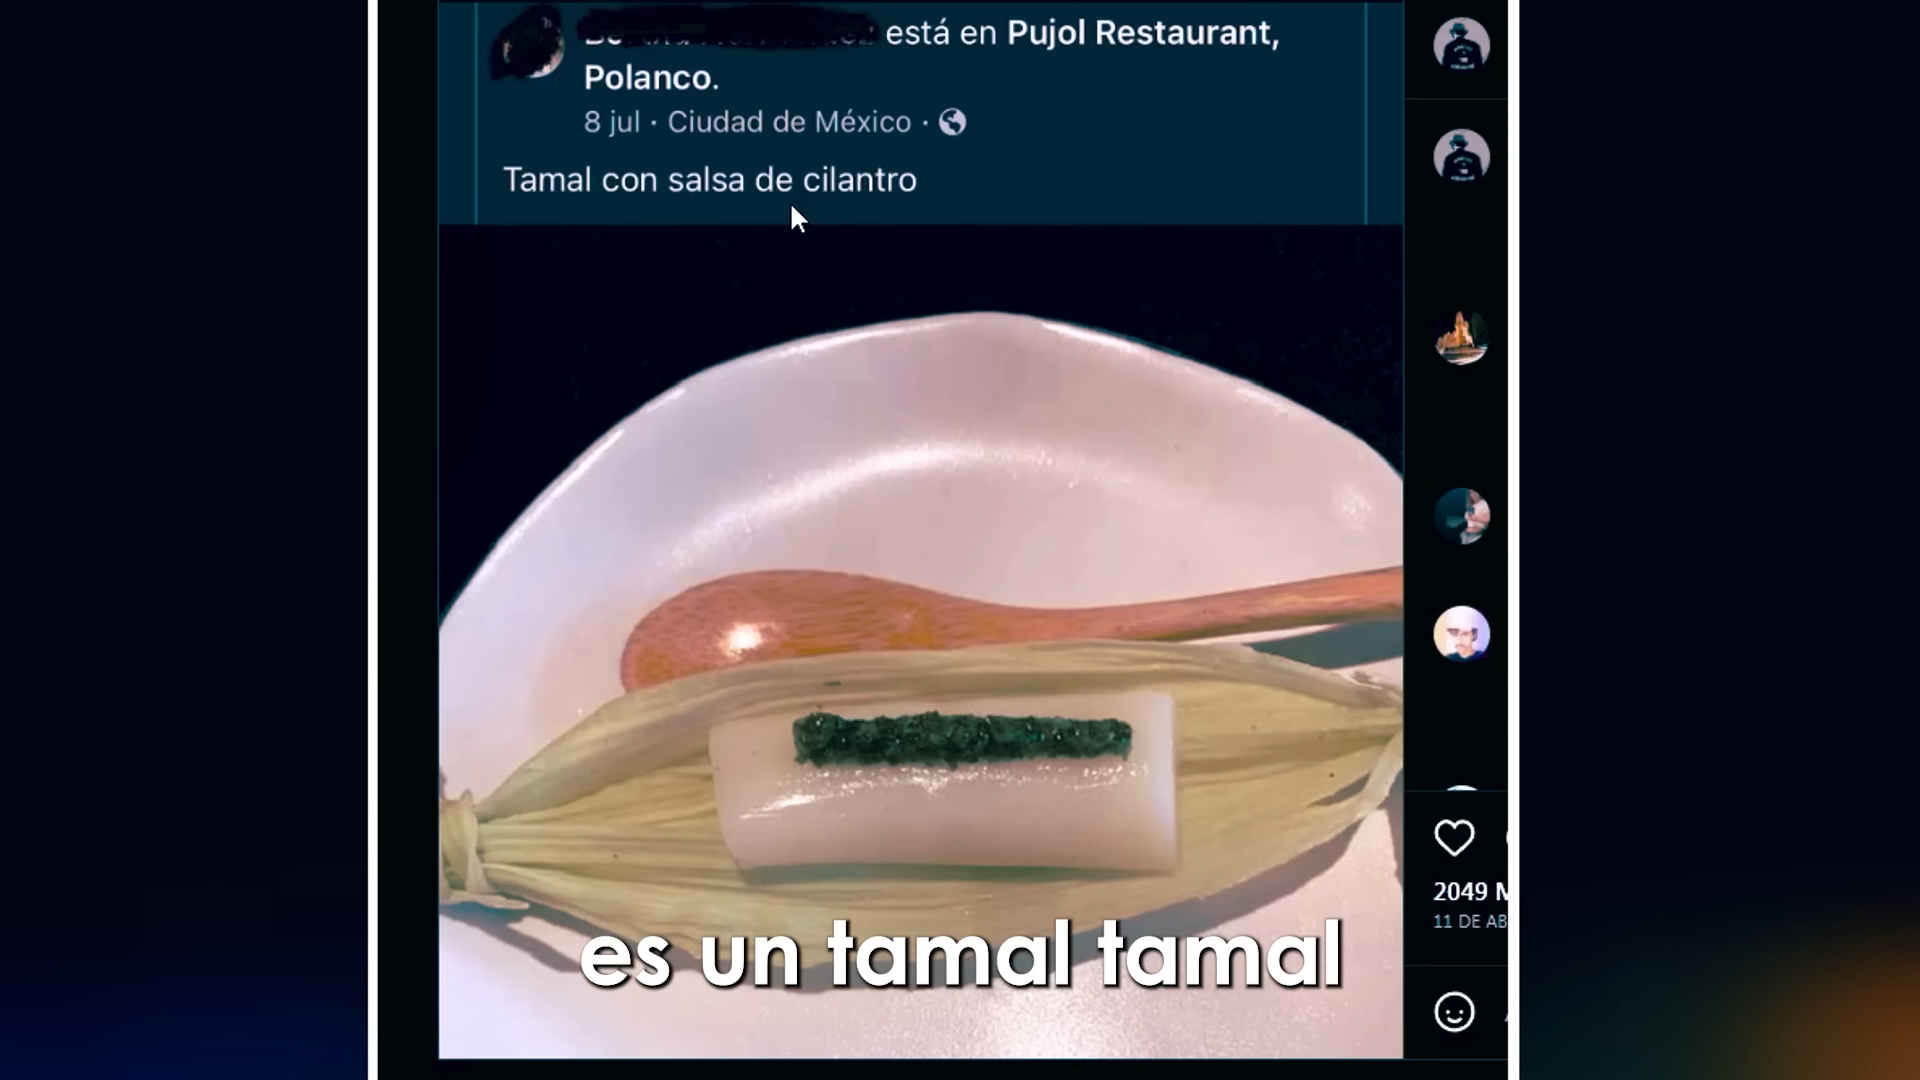 está en Pujol Restaurant,
Polanco.
8 jul · Ciudad de México ·
Tamal con salsa de cilantro
es un tamal tamal
2049 M
11 DE AB